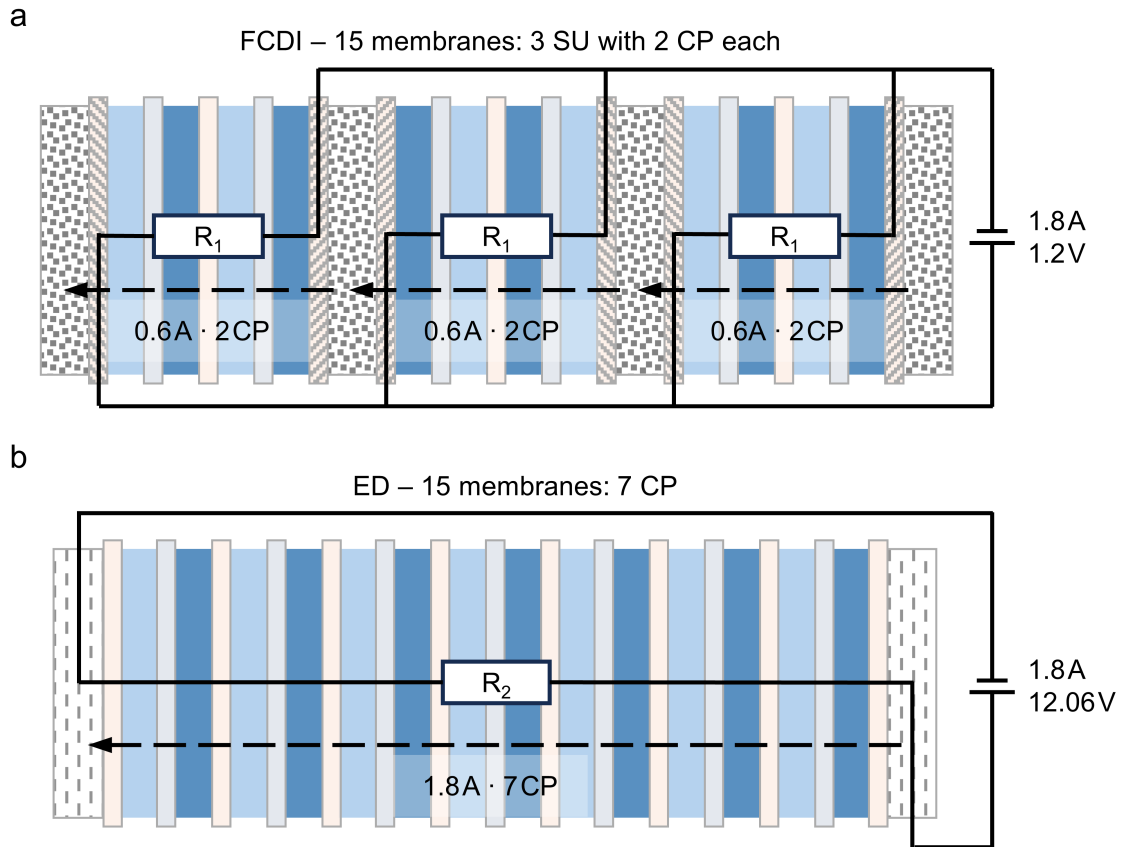 a
FCDI – 15 membranes: 3 SU with 2 CP each
R₁
R₁
R₁
1.8A
1.2V
0.6A · 2CP
0.6A · 2CP
0.6A · 2CP
b
ED – 15 membranes: 7 CP
R₂
1.8A
12.06V
1.8A · 7CP